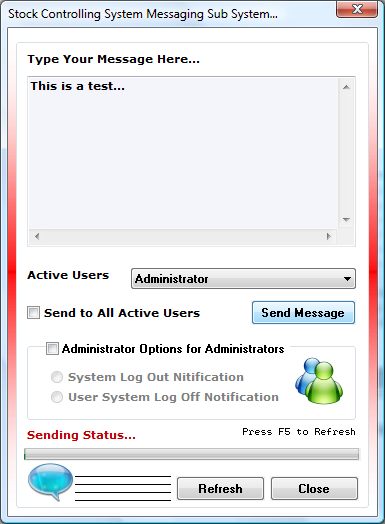 Stock Controlling System Messaging Sub System...
Type Your Message Here...
This is a test...
Active Users
Administrator
Send to All Active Users
Send Message
Administrator Options for Administrators
System Log Out Nitification
User System Log Off Notification
Sending Status...
Press F5 to Refresh
Refresh
Close